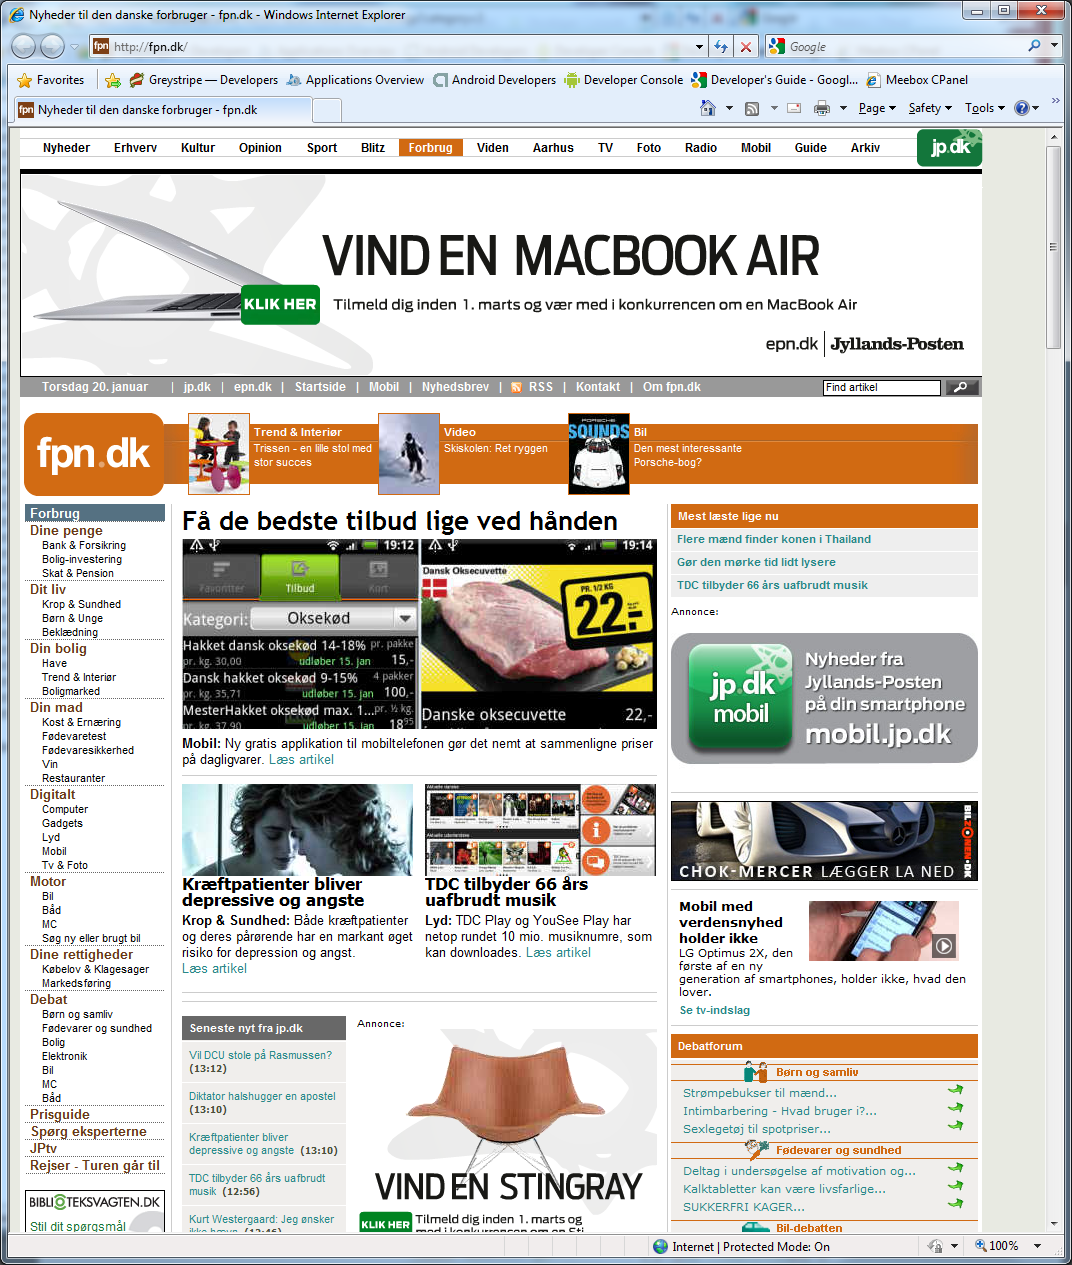 Nyheder til den danske forbruger - fpn.dk - Windows Internet Explorer
fpn http://fpn.dk/
Google
Favorites
Greystripe — Developers
Applications Overview
Android Developers
Developer Console
Developer's Guide - Googl...
Meebox CPanel
fpn Nyheder til den danske forbruger - fpn.dk
Page
Safety
Tools
Nyheder Erhverv Kultur Opinion Sport Blitz Forbrug Viden Aarhus TV Foto Radio Mobil Guide Arkiv
jp.dk
VIND EN MACBOOK AIR
KLIK HER
Tilmeld dig inden 1. marts og vær med i konkurrencen om en MacBook Air
epn.dk | Jyllands-Posten
Torsdag 20. januar | jp.dk | epn.dk | Startside | Mobil | Nyhedsbrev | RSS | Kontakt | Om fpn.dk
Find artikel
fpn.dk
Trend & Interiør
Trissen - en lille stol med
stor succes
Video
Skiskolen: Ret ryggen
PORSCHE
SOUNDS
Bil
Den mest interessante
Porsche-bog?
Forbrug
Dine penge
Bank & Forsikring
Bolig-investering
Skat & Pension
Dit liv
Krop & Sundhed
Børn & Unge
Beklædning
Din bolig
Have
Trend & Interiør
Boligmarked
Din mad
Kost & Ernæring
Fødevaretest
Fødevaresikkerhed
Vin
Restauranter
Digitalt
Computer
Gadgets
Lyd
Mobil
Tv & Foto
Motor
Bil
Båd
MC
Søg ny eller brugt bil
Dine rettigheder
Købelov & Klagesager
Markedsføring
Debat
Børn og samliv
Fødevarer og sundhed
Bolig
Elektronik
Bil
MC
Båd
Prisguide
Spørg eksperterne
JPtv
Rejser - Turen går til
BIBLIOTEKSVAGTEN.DK
Stil dit spørgsmål
Få de bedste tilbud lige ved hånden
19:12
Favoritter
Tilbud
Kort
Kategori: Oksekød
Hakket dansk oksekød 14-18% pr. pakke
pr. kg. 30,00 udløber 15. jan 15,-
Dansk hakket oksekød 9-15% 4 pakker
pr. kg. 35,71 udløber 15. jan 100,-
MesterHakket oksekød max. 1... pr. ½ kg.
pr. kg. 37,90 udløber 15. jan 18⁹⁵
19:14
Dansk Oksecuvette
PR. 1/2 KG
22.-
Danske oksecuvette 22,-
Mobil: Ny gratis applikation til mobiltelefonen gør det nemt at sammenligne priser
på dagligvarer. Læs artikel
Kræftpatienter bliver
depressive og angste
Krop & Sundhed: Både kræftpatienter
og deres pårørende har en markant øget
risiko for depression og angst.
Læs artikel
TDC tilbyder 66 års
uafbrudt musik
Lyd: TDC Play og YouSee Play har
netop rundet 10 mio. musiknumre, som
kan downloades. Læs artikel
Seneste nyt fra jp.dk
Vil DCU stole på Rasmussen?
(13:12)
Diktator halshugger en apostel
(13:10)
Kræftpatienter bliver
depressive og angste (13:10)
TDC tilbyder 66 års uafbrudt
musik (12:56)
Kurt Westergaard: Jeg ønsker
ikke hævn (12:46)
Annonce:
VIND EN STINGRAY
KLIK HER
Tilmeld dig inden 1. marts og
med i konkurrencen om en Sti
Mest læste lige nu
Flere mænd finder konen i Thailand
Gør den mørke tid lidt lysere
TDC tilbyder 66 års uafbrudt musik
Annonce:
jp.dk
mobil
Nyheder fra
Jyllands-Posten
på din smartphone
mobil.jp.dk
CHOK-MERCER LÆGGER LA NED
BILZONEN.DK
Mobil med
verdensnyhed
holder ikke
LG Optimus 2X, den
første af en ny
generation af smartphones, holder ikke, hvad den
lover.
Se tv-indslag
Debatforum
Børn og samliv
Strømpebukser til mænd...
Intimbarbering - Hvad bruger i?...
Sexlegetøj til spotpriser...
Fødevarer og sundhed
Deltag i undersøgelse af motivation og...
Kalktabletter kan være livsfarlige...
SUKKERFRI KAGER...
Bil-debatten
Internet | Protected Mode: On
100%